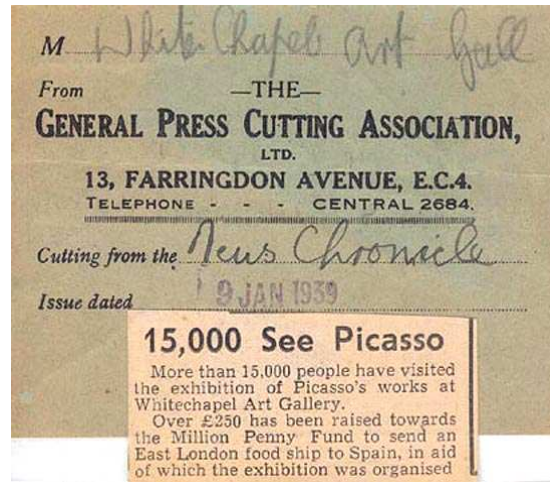 M White Chapel Art Gall
From —THE—
GENERAL PRESS CUTTING ASSOCIATION,
LTD.
13, FARRINGDON AVENUE, E.C.4.
TELEPHONE - - - CENTRAL 2684.
Cutting from the News Chronicle
Issue dated 9 JAN 1939
15,000 See Picasso
More than 15,000 people have visited
the exhibition of Picasso's works at
Whitechapel Art Gallery.
Over £250 has been raised towards
the Million Penny Fund to send an
East London food ship to Spain, in aid
of which the exhibition was organised